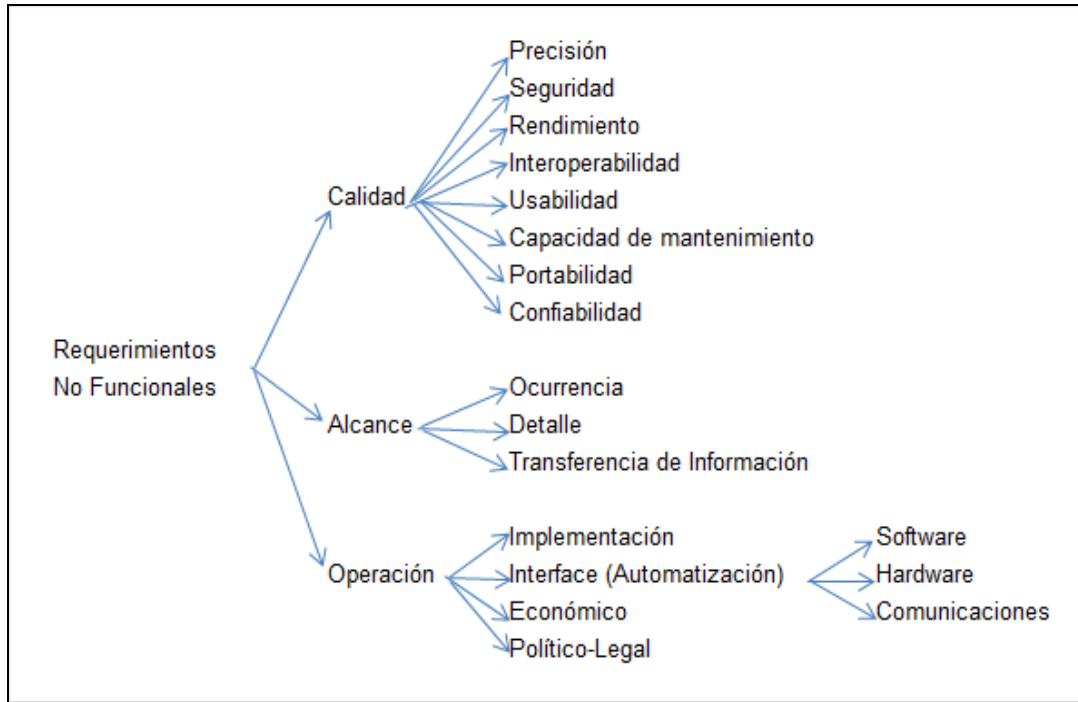 Precisión
Seguridad
Rendimiento
Interoperabilidad
Calidad
Usabilidad
Capacidad de mantenimiento
Portabilidad
Confiabilidad
Requerimientos
No Funcionales
Ocurrencia
Alcance
Detalle
Transferencia de Información
Implementación
Software
Operación
Interface (Automatización)
Hardware
Económico
Comunicaciones
Político-Legal